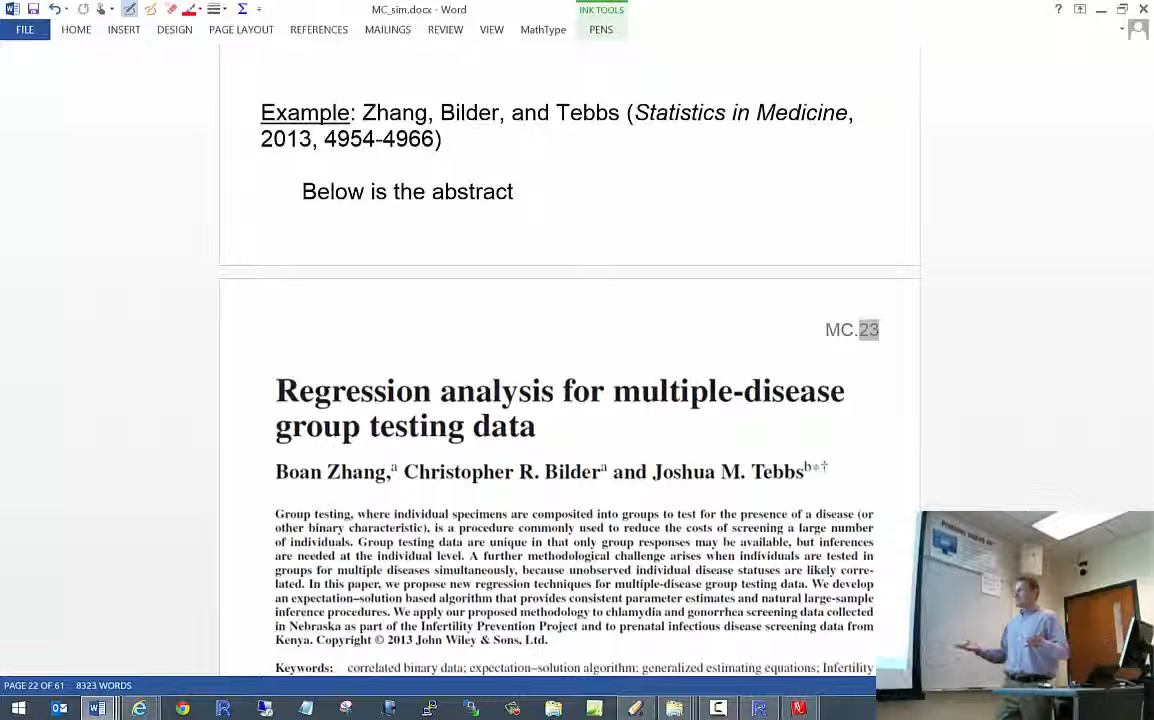 MC_sim.docx - Word
INK TOOLS
FILE HOME INSERT DESIGN PAGE LAYOUT REFERENCES MAILINGS REVIEW VIEW MathType PENS
Example: Zhang, Bilder, and Tebbs (Statistics in Medicine,
2013, 4954-4966)
Below is the abstract
MC.23
Regression analysis for multiple-disease
group testing data
Boan Zhang,ᵃ Christopher R. Bilderᵃ and Joshua M. Tebbsᵇ*†
Group testing, where individual specimens are composited into groups to test for the presence of a disease (or
other binary characteristic), is a procedure commonly used to reduce the costs of screening a large number
of individuals. Group testing data are unique in that only group responses may be available, but inferences
are needed at the individual level. A further methodological challenge arises when individuals are tested in
groups for multiple diseases simultaneously, because unobserved individual disease statuses are likely corre-
lated. In this paper, we propose new regression techniques for multiple-disease group testing data. We develop
an expectation–solution based algorithm that provides consistent parameter estimates and natural large-sample
inference procedures. We apply our proposed methodology to chlamydia and gonorrhea screening data collected
in Nebraska as part of the Infertility Prevention Project and to prenatal infectious disease screening data from
Kenya. Copyright © 2013 John Wiley & Sons, Ltd.
Keywords: correlated binary data; expectation–solution algorithm; generalized estimating equations; Infertility
PAGE 22 OF 61 8323 WORDS